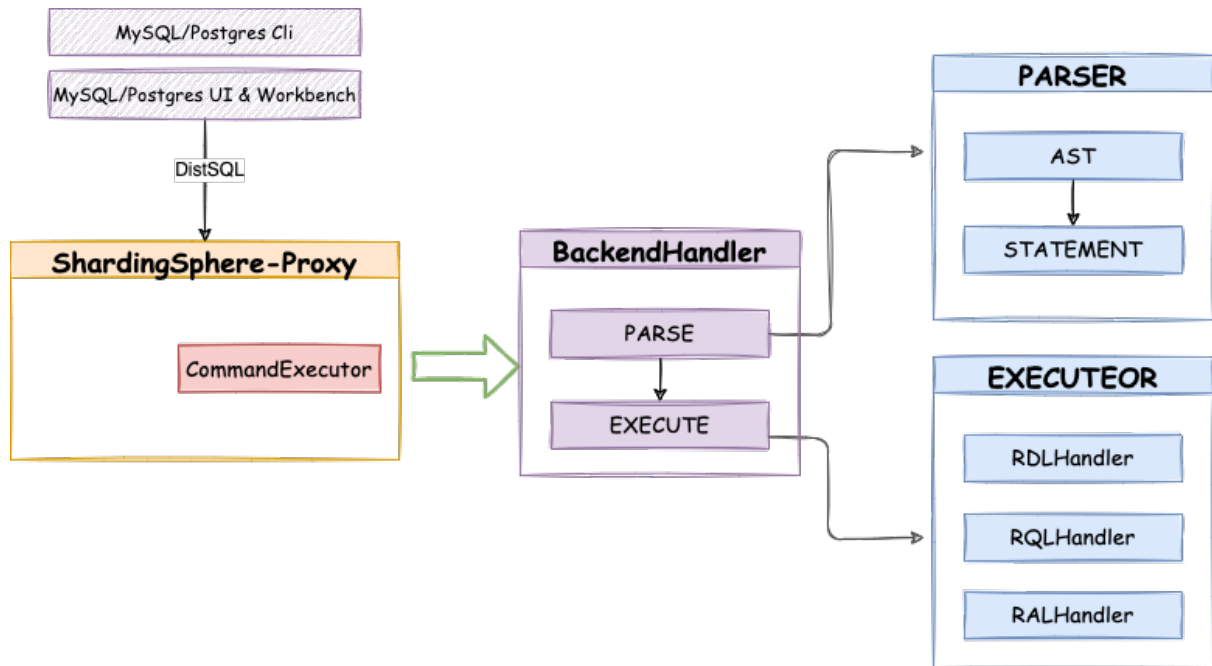 MySQL/Postgres Cli
MySQL/Postgres UI & Workbench
DistSQL
ShardingSphere-Proxy
CommandExecutor
BackendHandler
PARSE
EXECUTE
PARSER
AST
STATEMENT
EXECUTEOR
RDLHandler
RQLHandler
RALHandler